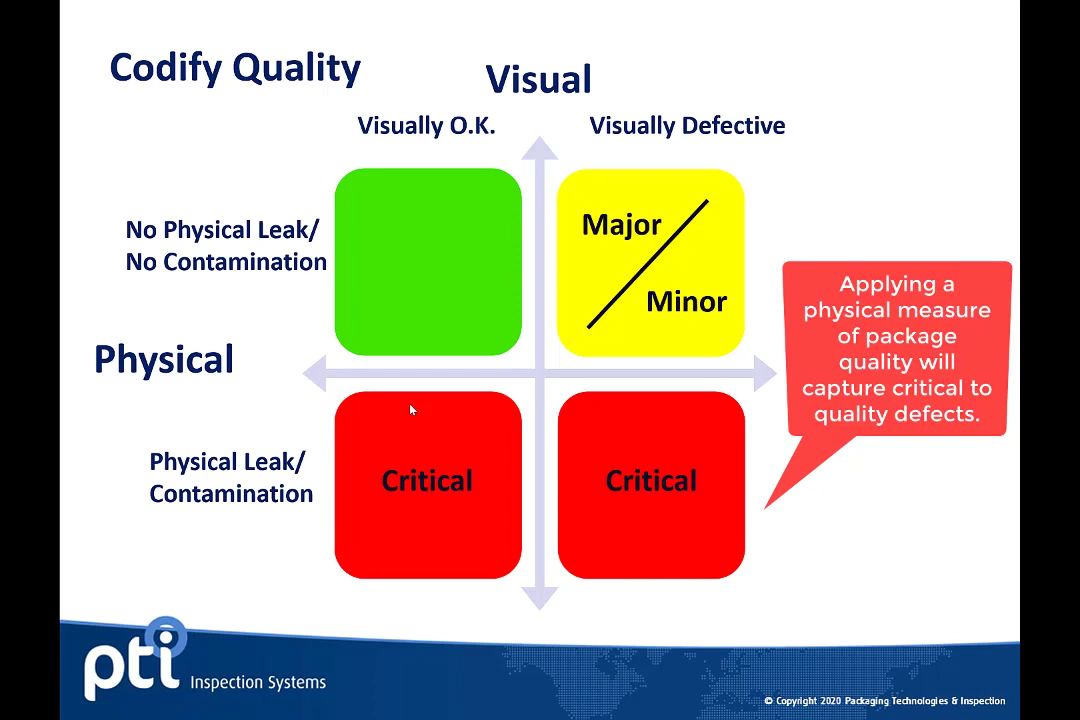 Codify Quality
Visual
Visually O.K.
Visually Defective
No Physical Leak/
No Contamination
Major
Minor
Applying a
physical measure
of package
quality will
capture critical to
quality defects.
Physical
Physical Leak/
Contamination
Critical
Critical
pti
Inspection Systems
© Copyright 2020 Packaging Technologies & Inspection